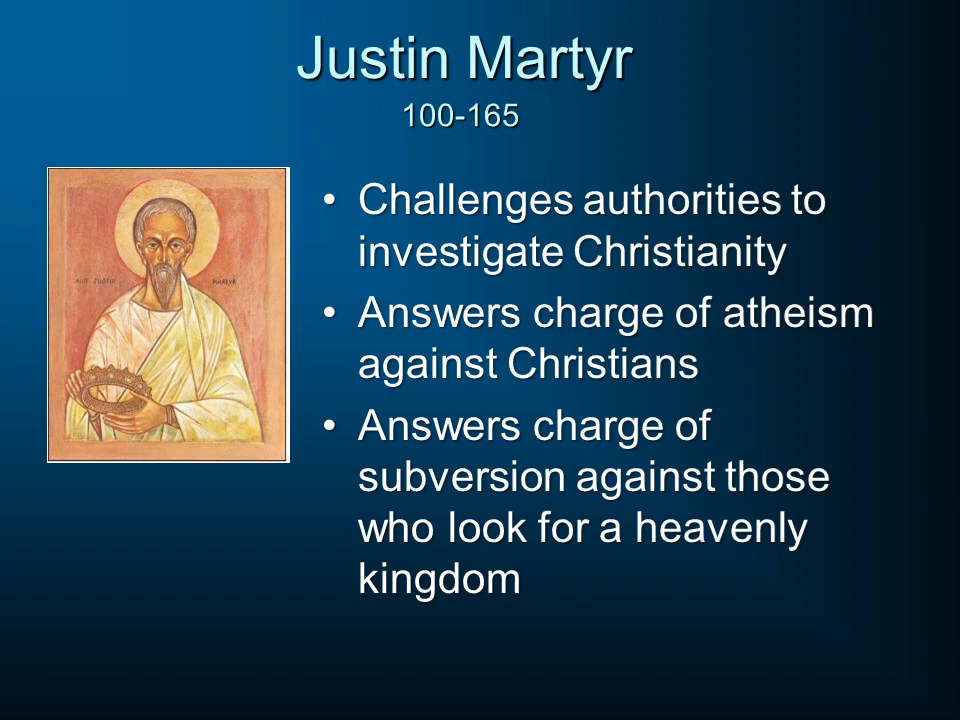 Justin Martyr
100-165
• Challenges authorities to
investigate Christianity
• Answers charge of atheism
against Christians
• Answers charge of
subversion against those
who look for a heavenly
kingdom
JUSTIN
MARTYR